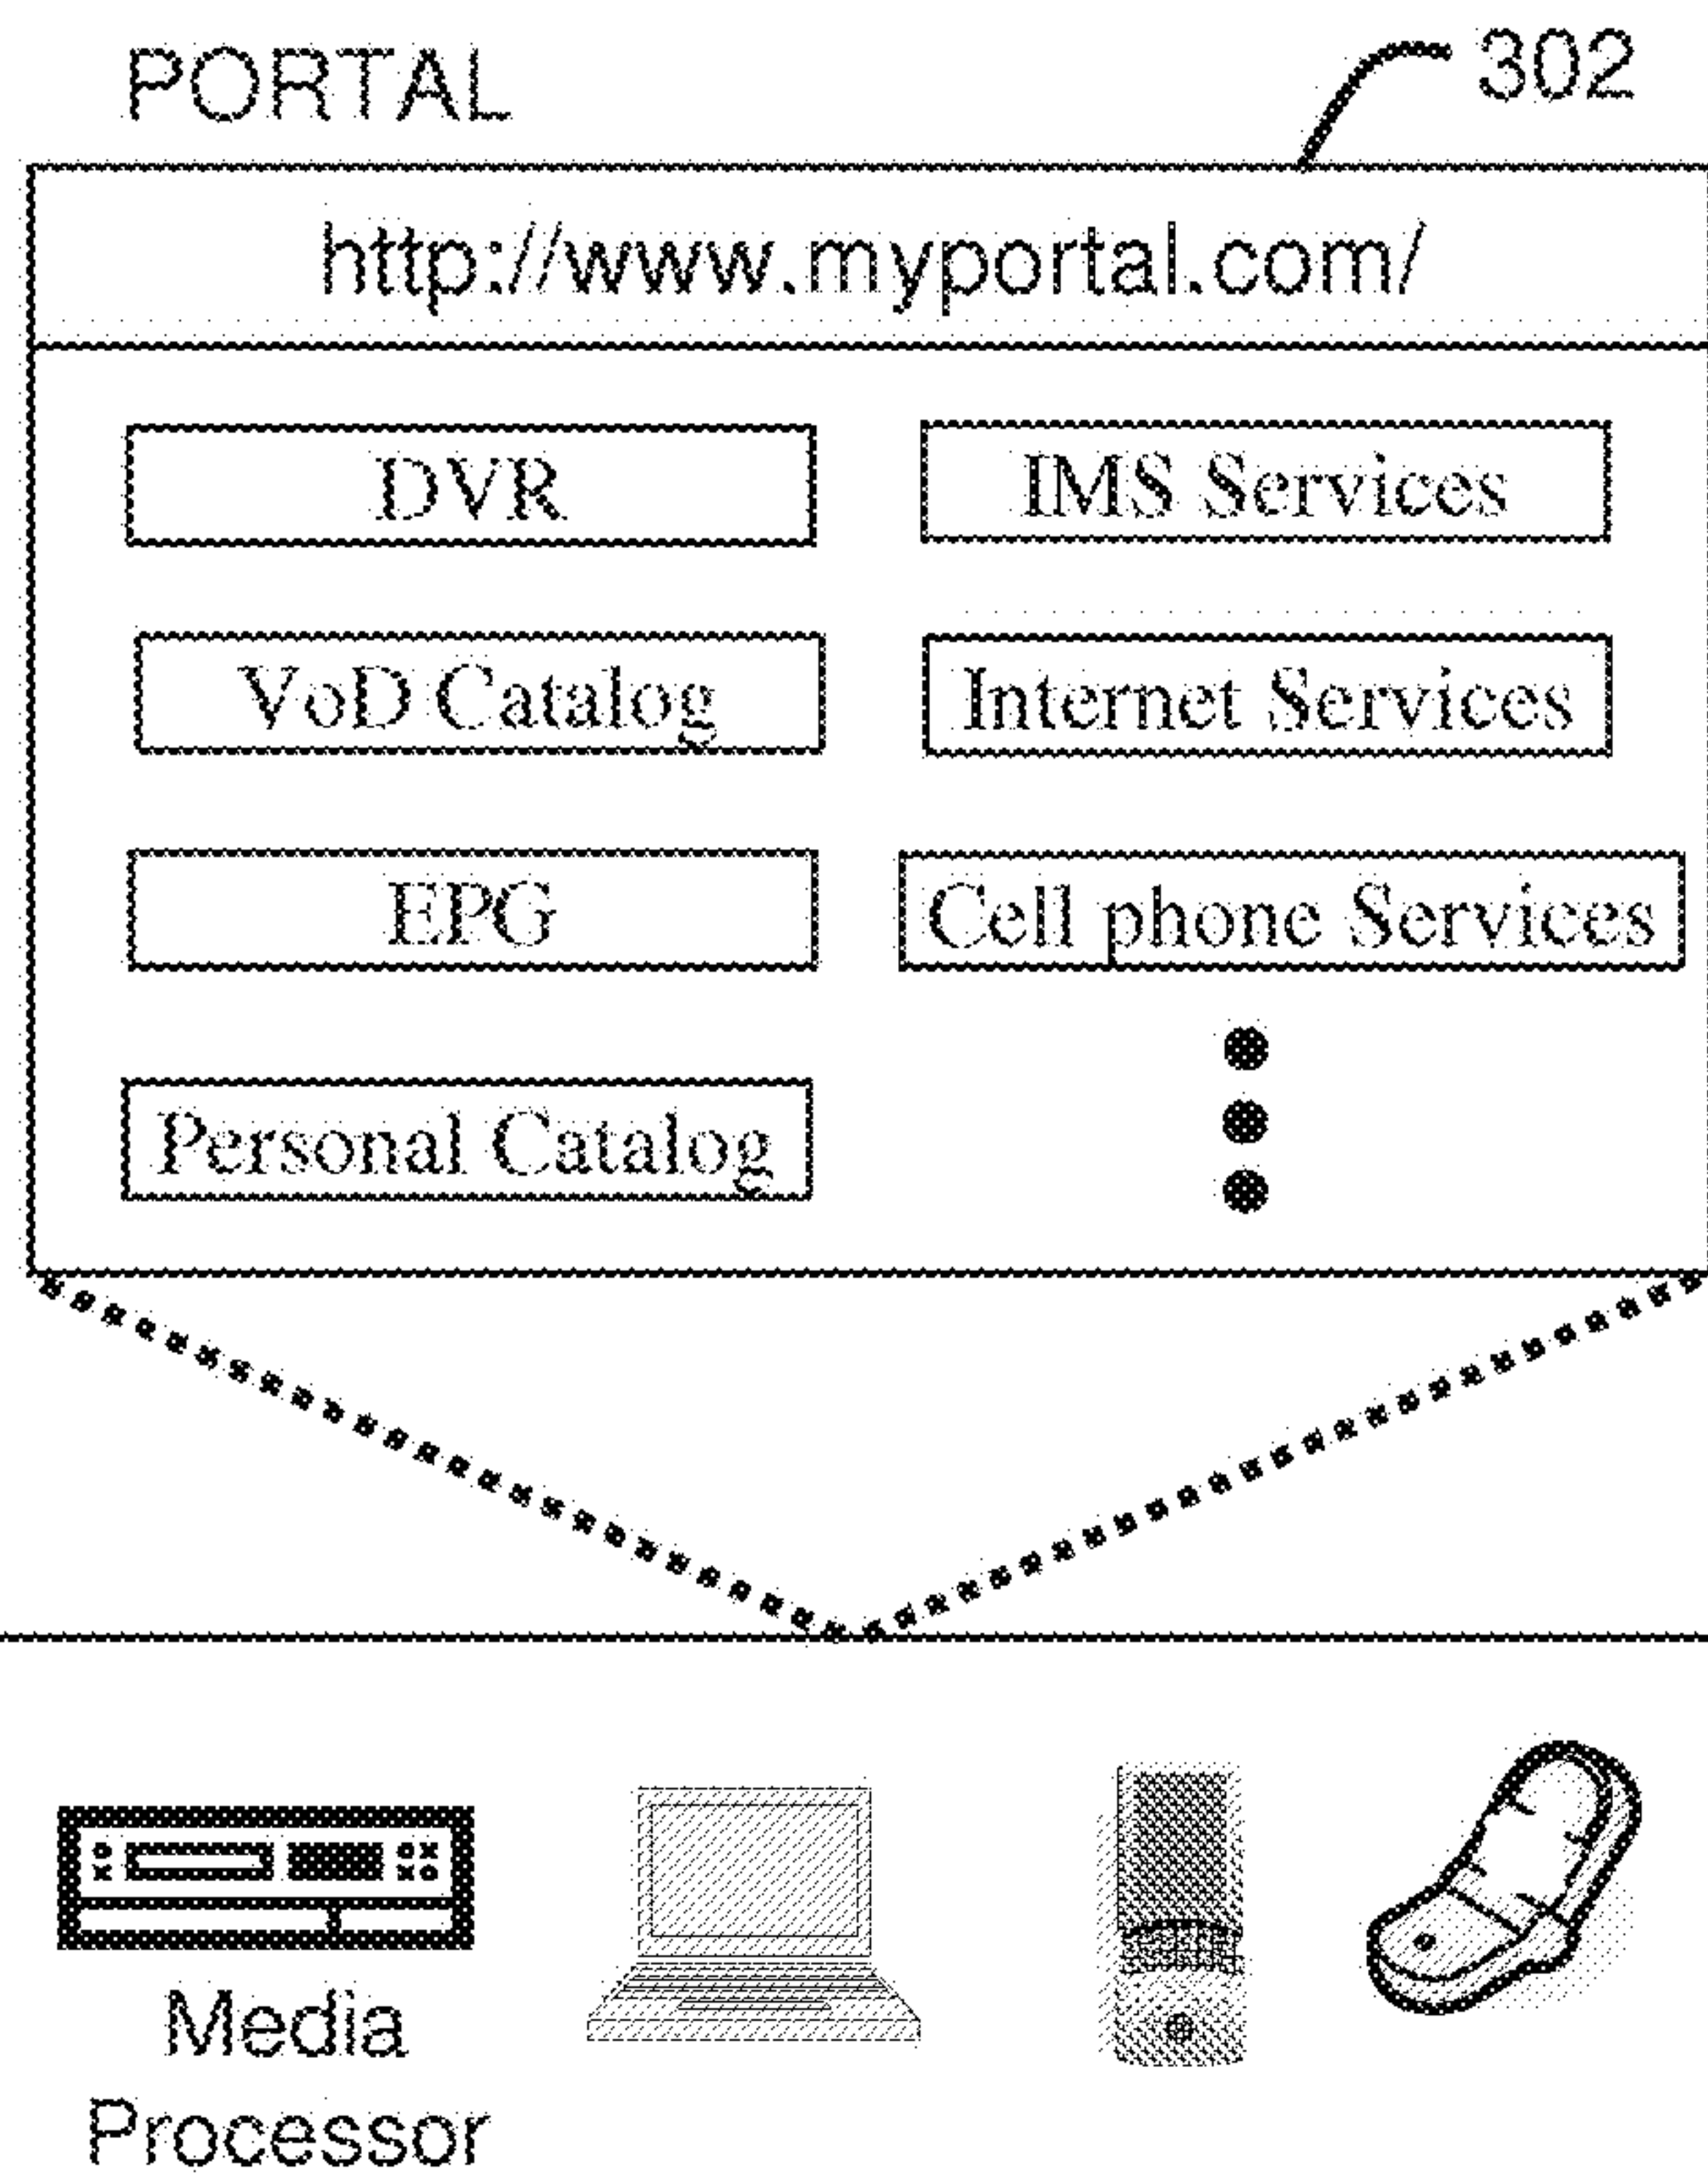 PORTAL
302
http://www.myportal.com/
DVR
IMS Services
VoD Catalog
Internet Services
EPG
Cell phone Services
Personal Catalog
Media
Processor